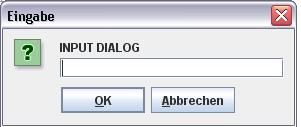 Eingabe
INPUT DIALOG
OK
Abbrechen